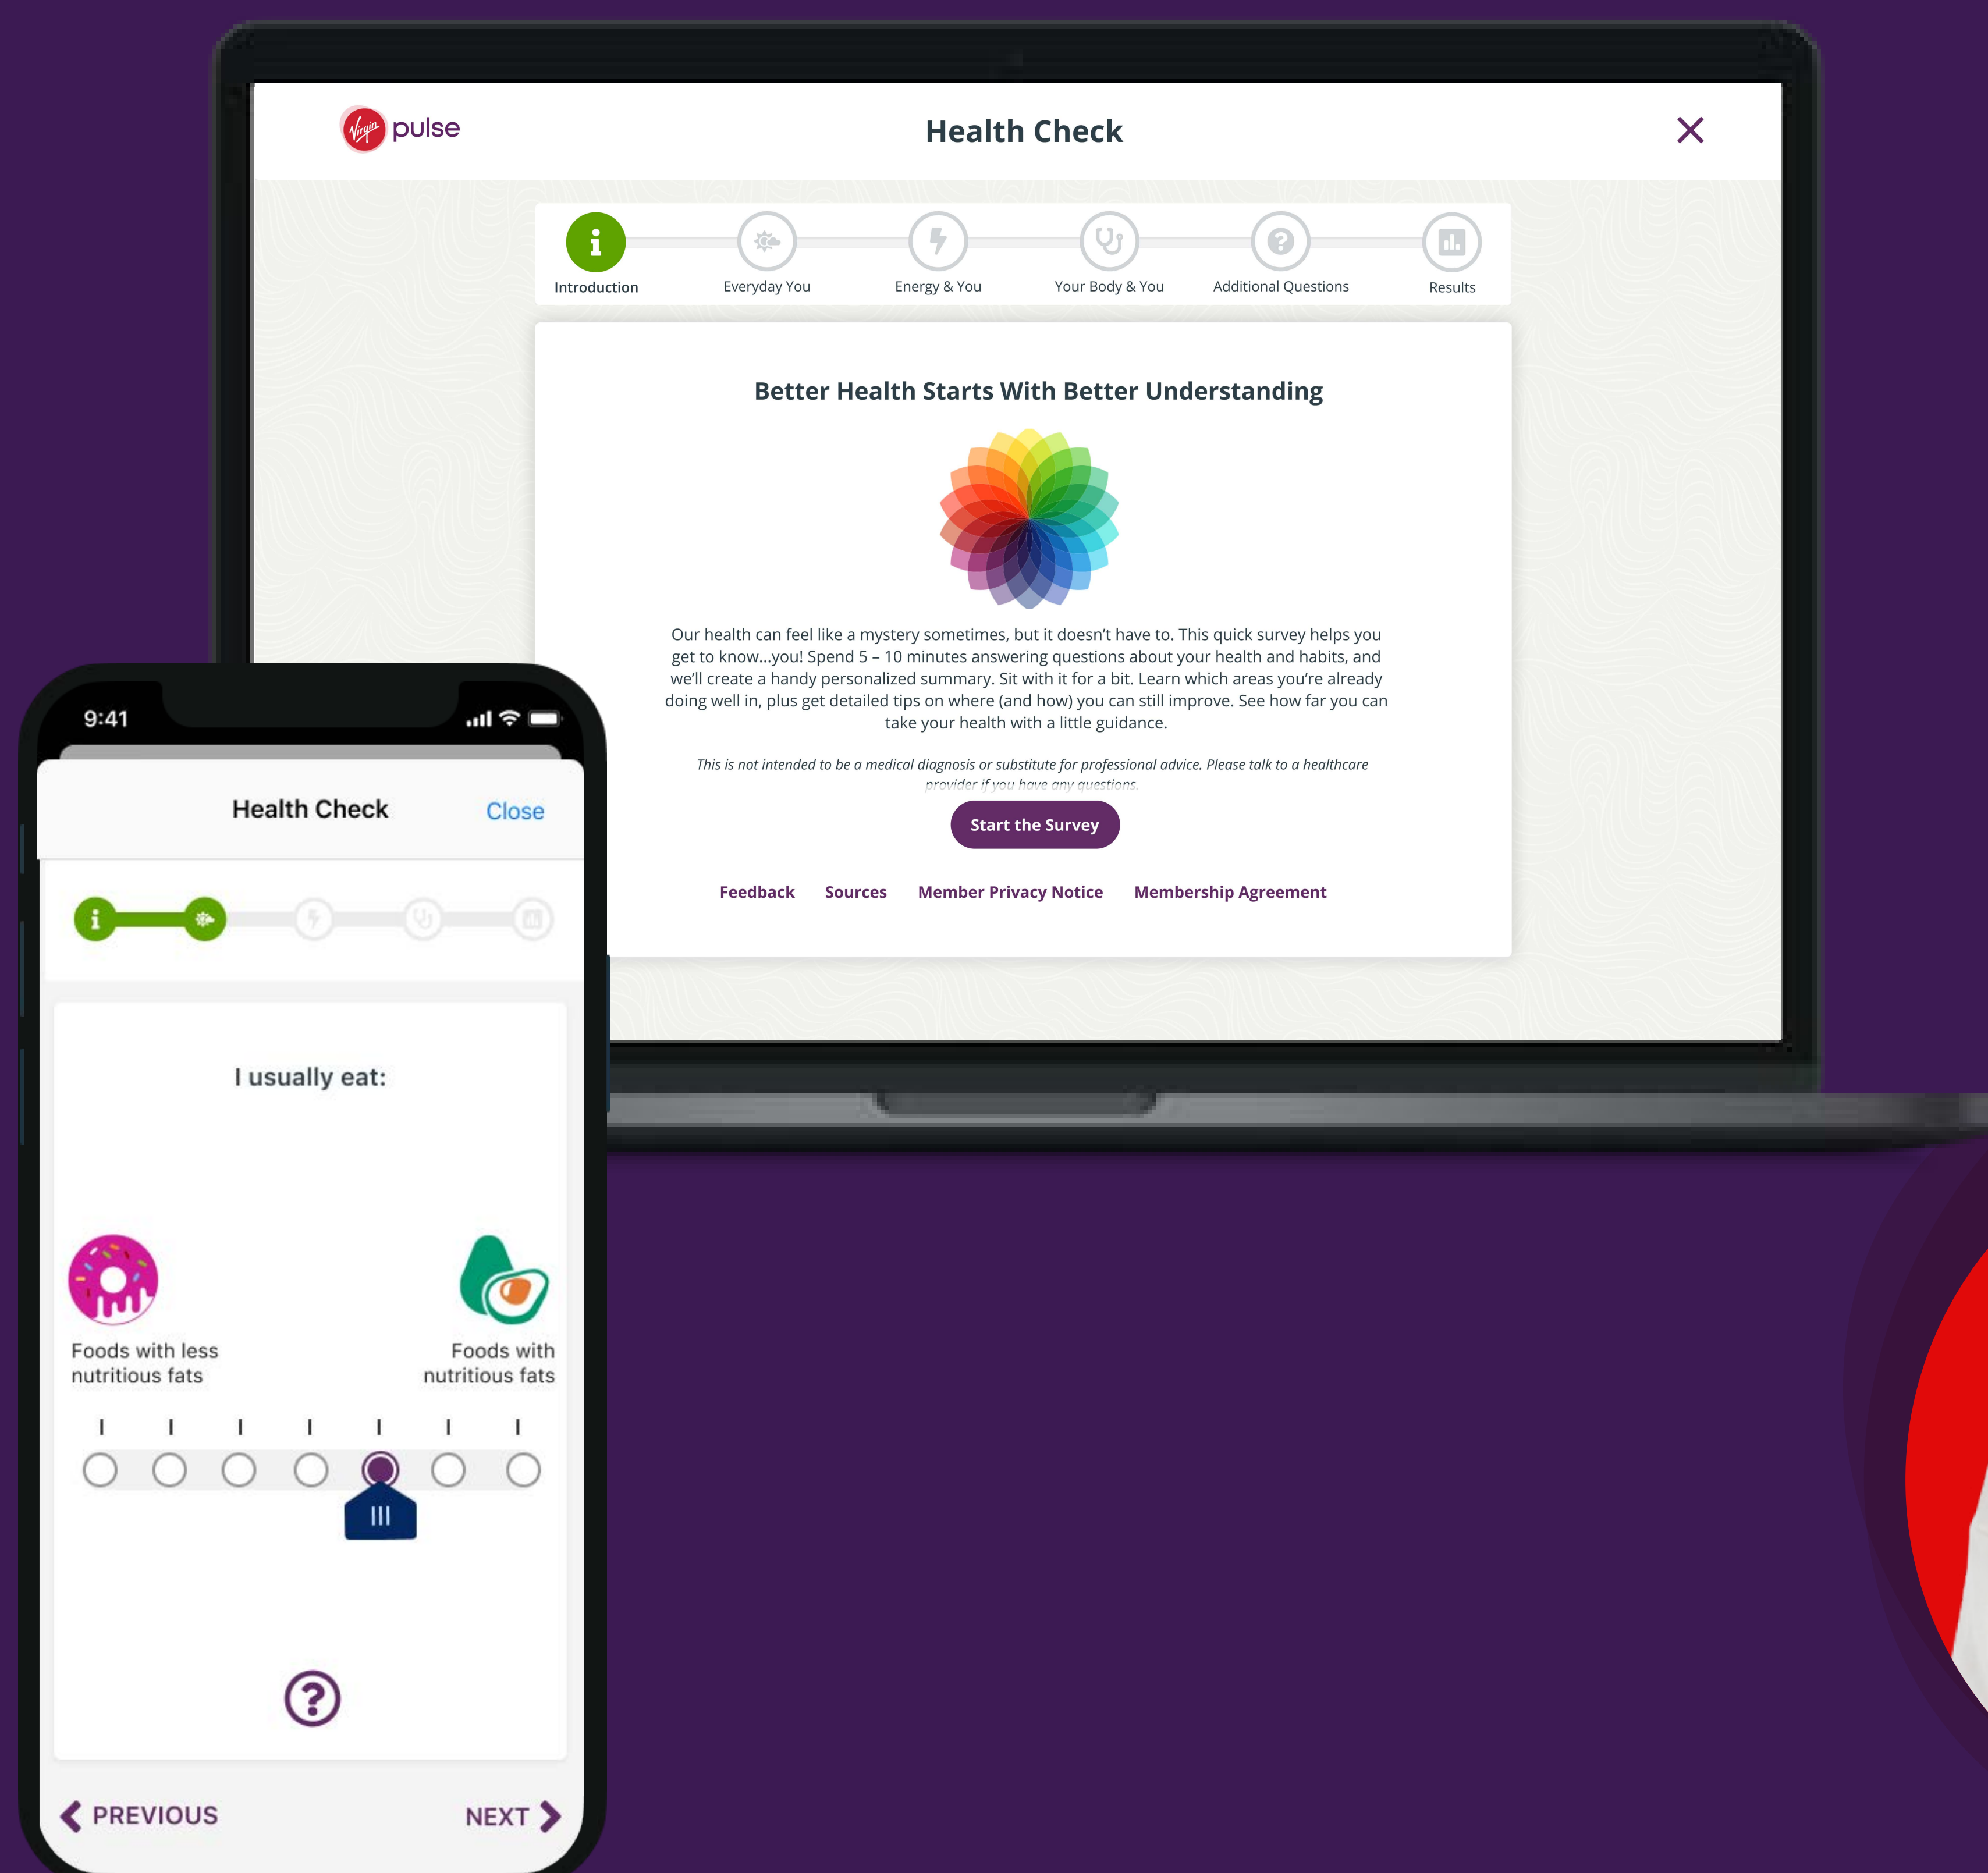 Virgin pulse
Health Check
Introduction
Everyday You
Energy & You
Your Body & You
Additional Questions
Results
Better Health Starts With Better Understanding
Our health can feel like a mystery sometimes, but it doesn’t have to. This quick survey helps you
get to know...you! Spend 5 – 10 minutes answering questions about your health and habits, and
we’ll create a handy personalized summary. Sit with it for a bit. Learn which areas you’re already
doing well in, plus get detailed tips on where (and how) you can still improve. See how far you can
take your health with a little guidance.
This is not intended to be a medical diagnosis or substitute for professional advice. Please talk to a healthcare
provider if you have any questions.
Start the Survey
Feedback Sources Member Privacy Notice Membership Agreement
9:41
Health Check
Close
I usually eat:
Foods with less
nutritious fats
Foods with
nutritious fats
PREVIOUS
NEXT